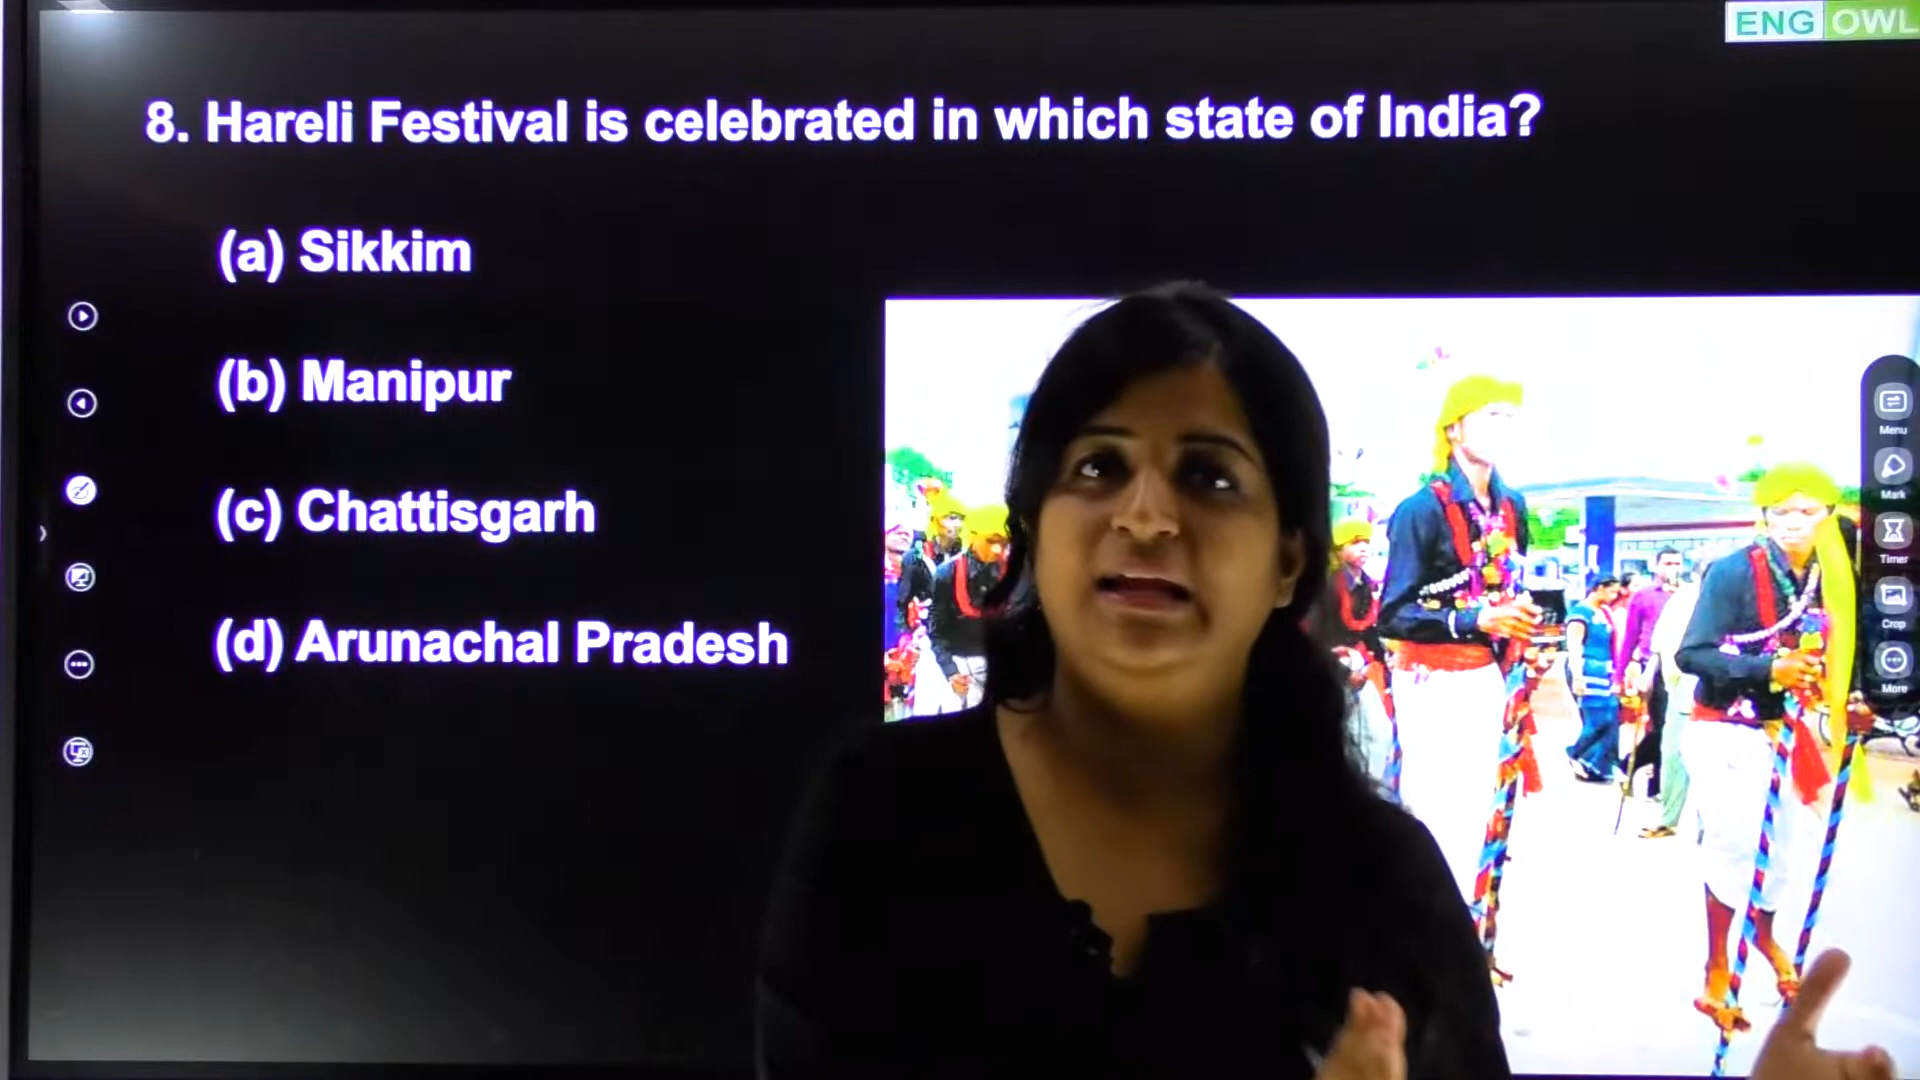 ENG OWL
8. Hareli Festival is celebrated in which state of India?
(a) Sikkim
(b) Manipur
(c) Chattisgarh
(d) Arunachal Pradesh
Menu
Mark
Timer
Crop
More